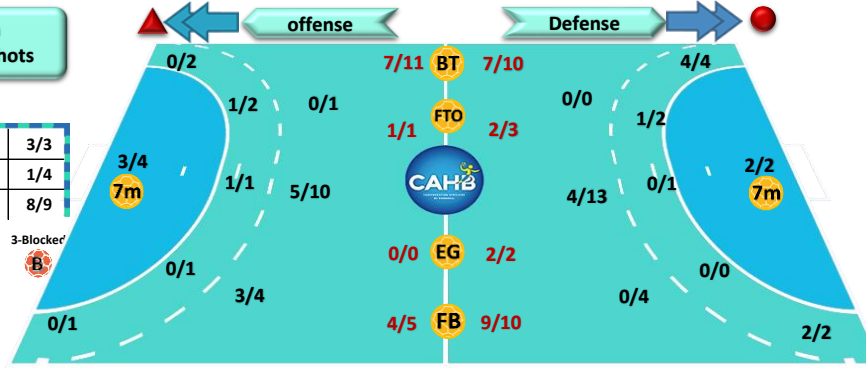 hots
offense
Defense
0/2
7/11 BT 7/10
4/4
1/2
0/1
0/0
1/2
FTO
1/1
2/3
3/3
1/4
8/9
3/4
7m
CAHB
2/2
7m
1/1
5/10
4/13
0/1
3-Blocked
B
0/0 EG 2/2
0/1
0/0
3/4
0/4
0/1
4/5 FB 9/10
2/2